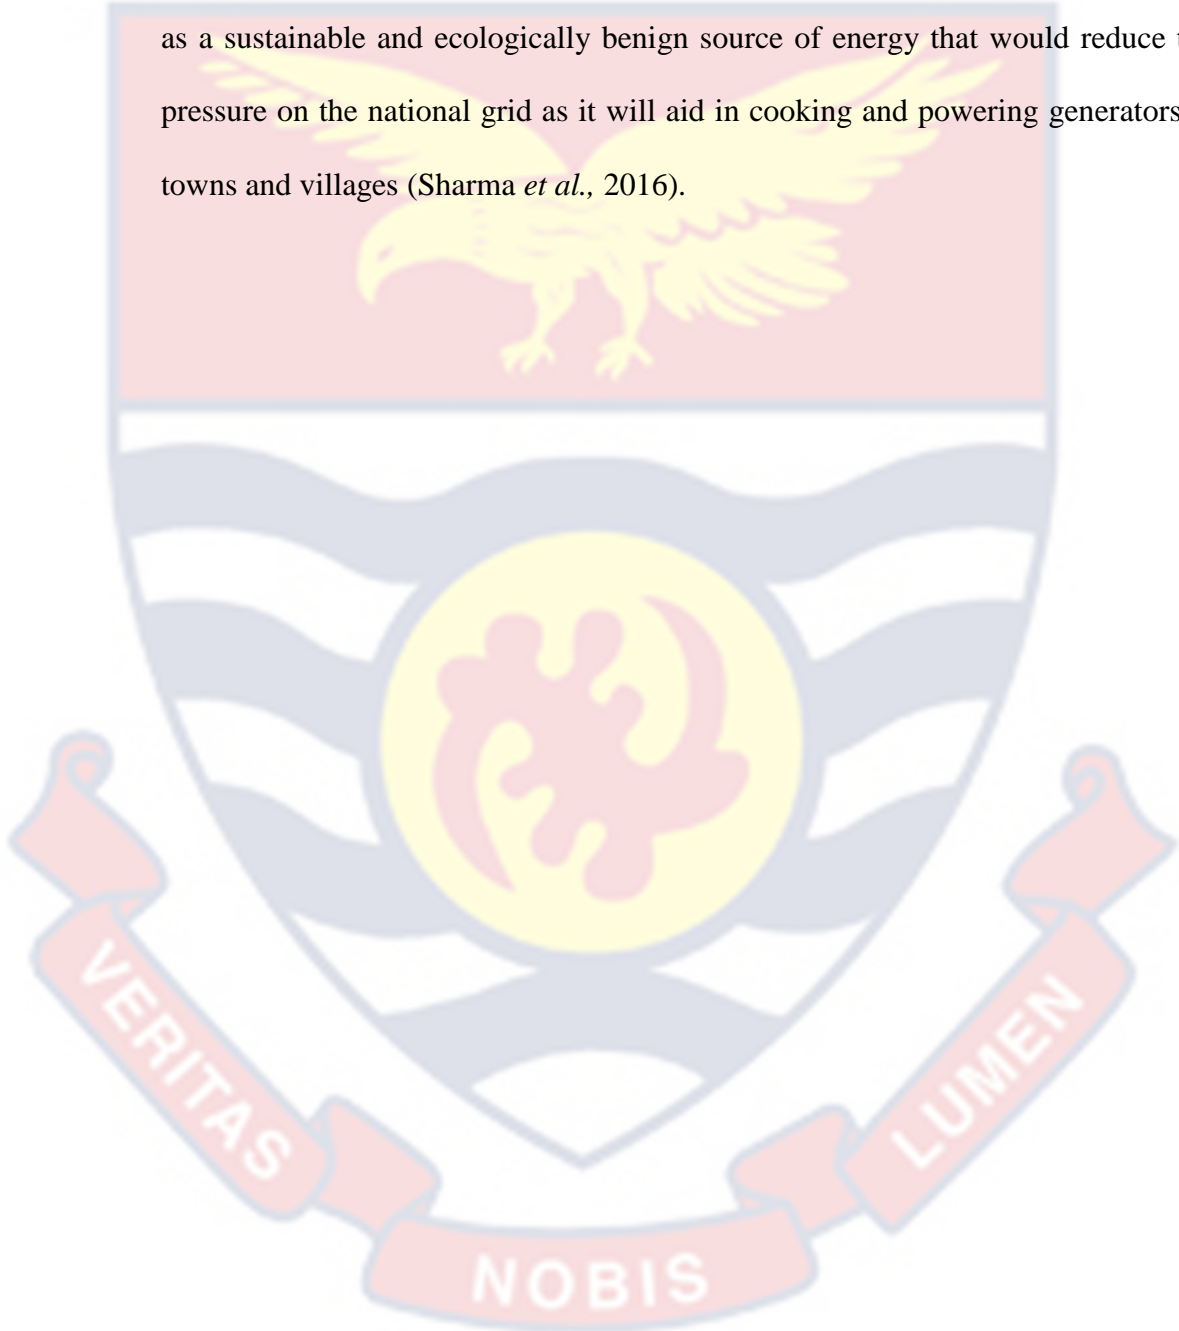 as a sustainable and ecologically benign source of energy that would reduce
pressure on the national grid as it will aid in cooking and powering generators
towns and villages (Sharma et al., 2016).
VERITAS
NOBIS
LUMEN